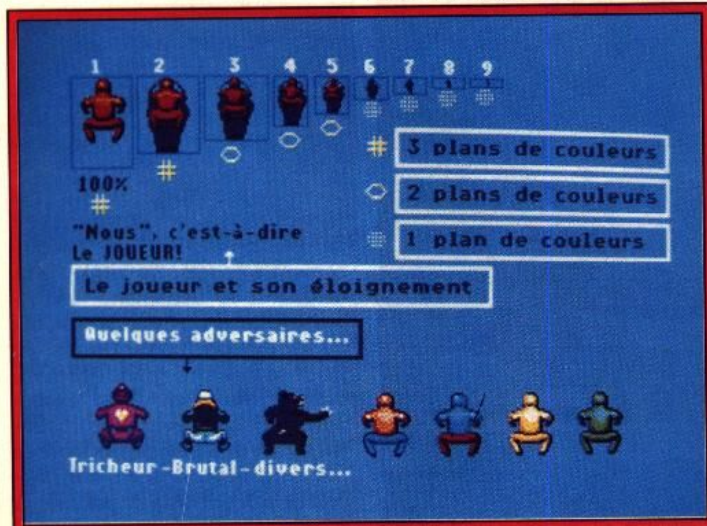 1 2 3 4 5 6 7 8 9
100%
"Nous", c'est-à-dire
Le JOUEUR!
3 plans de couleurs
2 plans de couleurs
1 plan de couleurs
Le joueur et son éloignement
Quelques adversaires...
Tricheur-Brutal-divers...